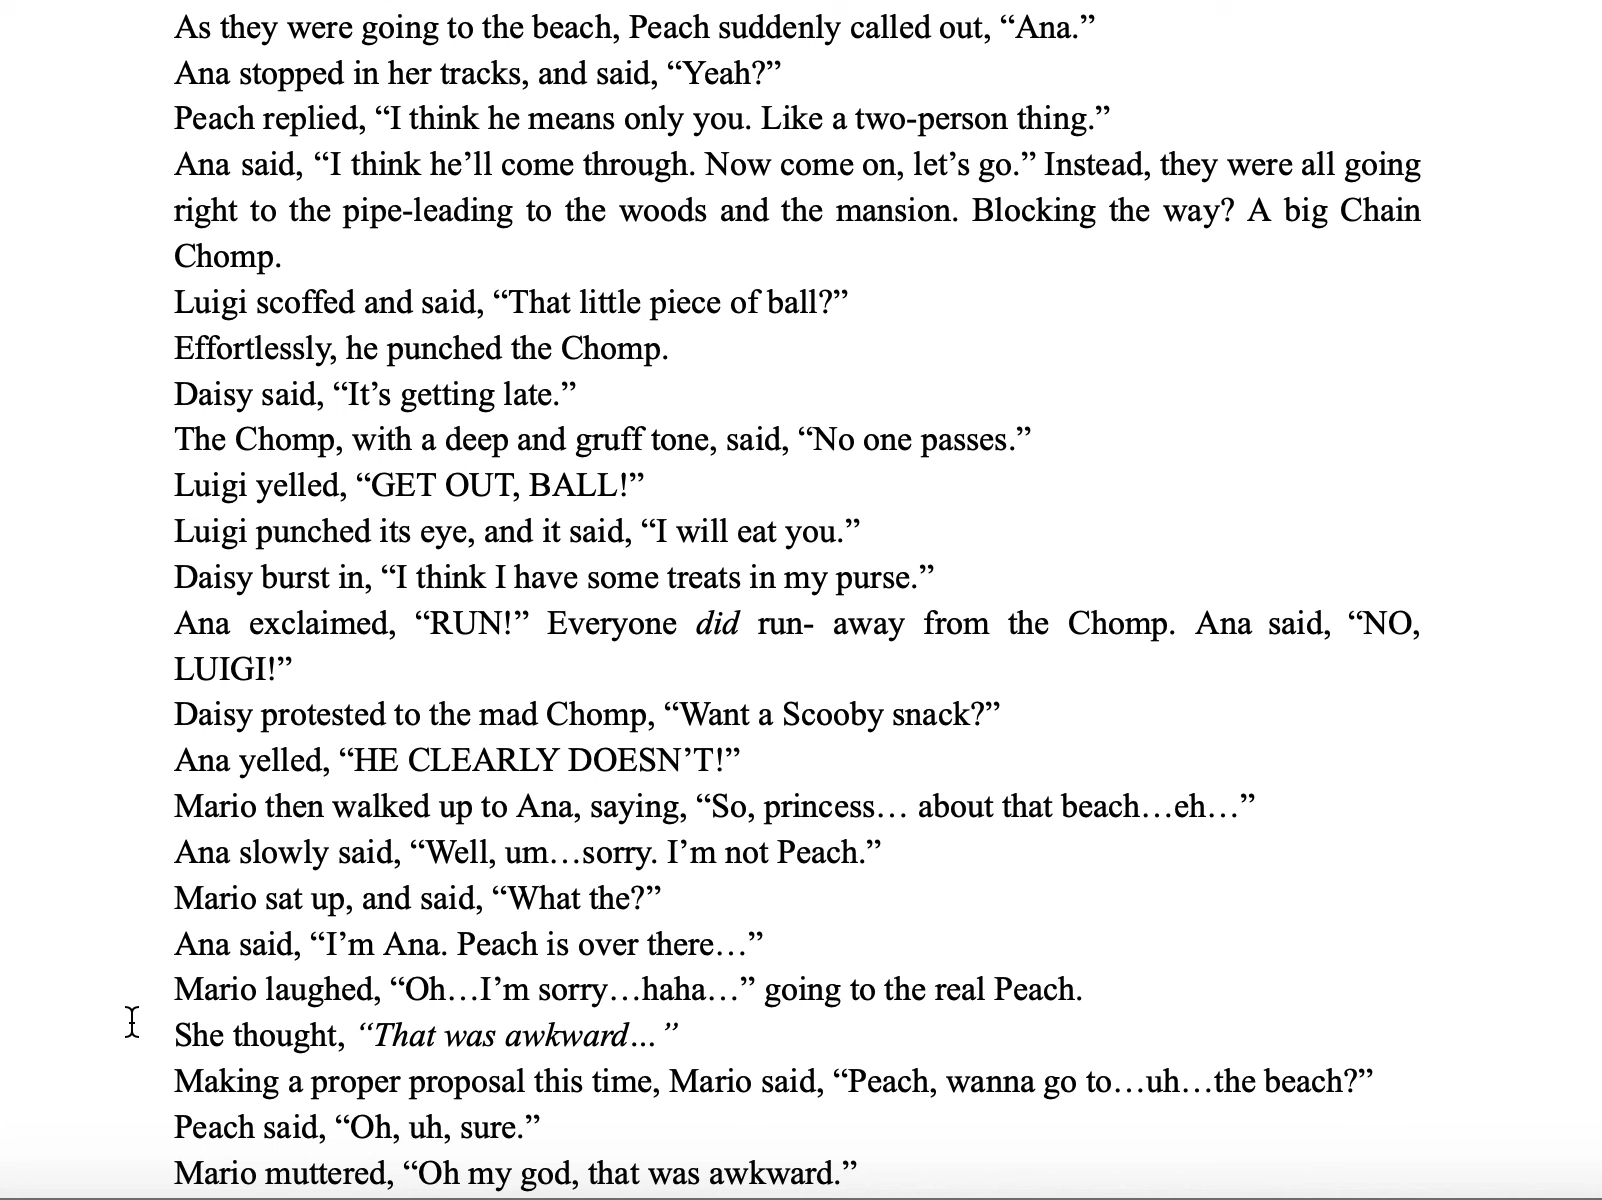 As they were going to the beach, Peach suddenly called out, “Ana.”
Ana stopped in her tracks, and said, “Yeah?”
Peach replied, “I think he means only you. Like a two-person thing.”
Ana said, “I think he’ll come through. Now come on, let’s go.” Instead, they were all going
right to the pipe-leading to the woods and the mansion. Blocking the way? A big Chain
Chomp.
Luigi scoffed and said, “That little piece of ball?”
Effortlessly, he punched the Chomp.
Daisy said, “It’s getting late.”
The Chomp, with a deep and gruff tone, said, “No one passes.”
Luigi yelled, “GET OUT, BALL!”
Luigi punched its eye, and it said, “I will eat you.”
Daisy burst in, “I think I have some treats in my purse.”
Ana exclaimed, “RUN!” Everyone did run- away from the Chomp. Ana said, “NO,
LUIGI!”
Daisy protested to the mad Chomp, “Want a Scooby snack?”
Ana yelled, “HE CLEARLY DOESN’T!”
Mario then walked up to Ana, saying, “So, princess… about that beach…eh…”
Ana slowly said, “Well, um…sorry. I’m not Peach.”
Mario sat up, and said, “What the?”
Ana said, “I’m Ana. Peach is over there…”
Mario laughed, “Oh…I’m sorry…haha…” going to the real Peach.
She thought, “That was awkward…”
Making a proper proposal this time, Mario said, “Peach, wanna go to…uh…the beach?”
Peach said, “Oh, uh, sure.”
Mario muttered, “Oh my god, that was awkward.”